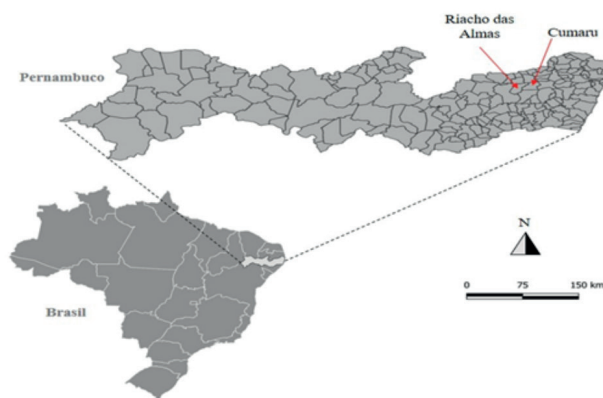 Riacho das
Almas
Cumaru
Pernambuco
N
0 75 150 km
Brasil